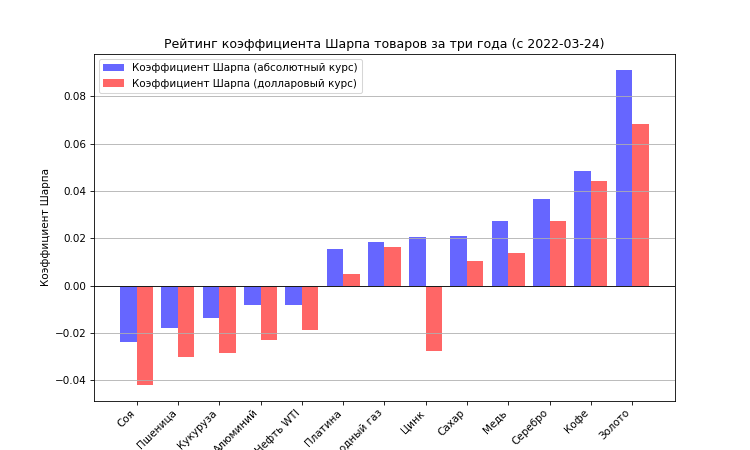 Рейтинг коэффициента Шарпа товаров за три года (с 2022-03-24)
Коэффициент Шарпа (абсолютный курс)
Коэффициент Шарпа (долларовый курс)
Коэффициент Шарпа
0.08
0.06
0.04
0.02
0.00
−0.02
−0.04
Соя
Пшеница
Кукуруза
Алюминий
Нефть WTI
Платина
одный газ
Цинк
Сахар
Медь
Серебро
Кофе
Золото